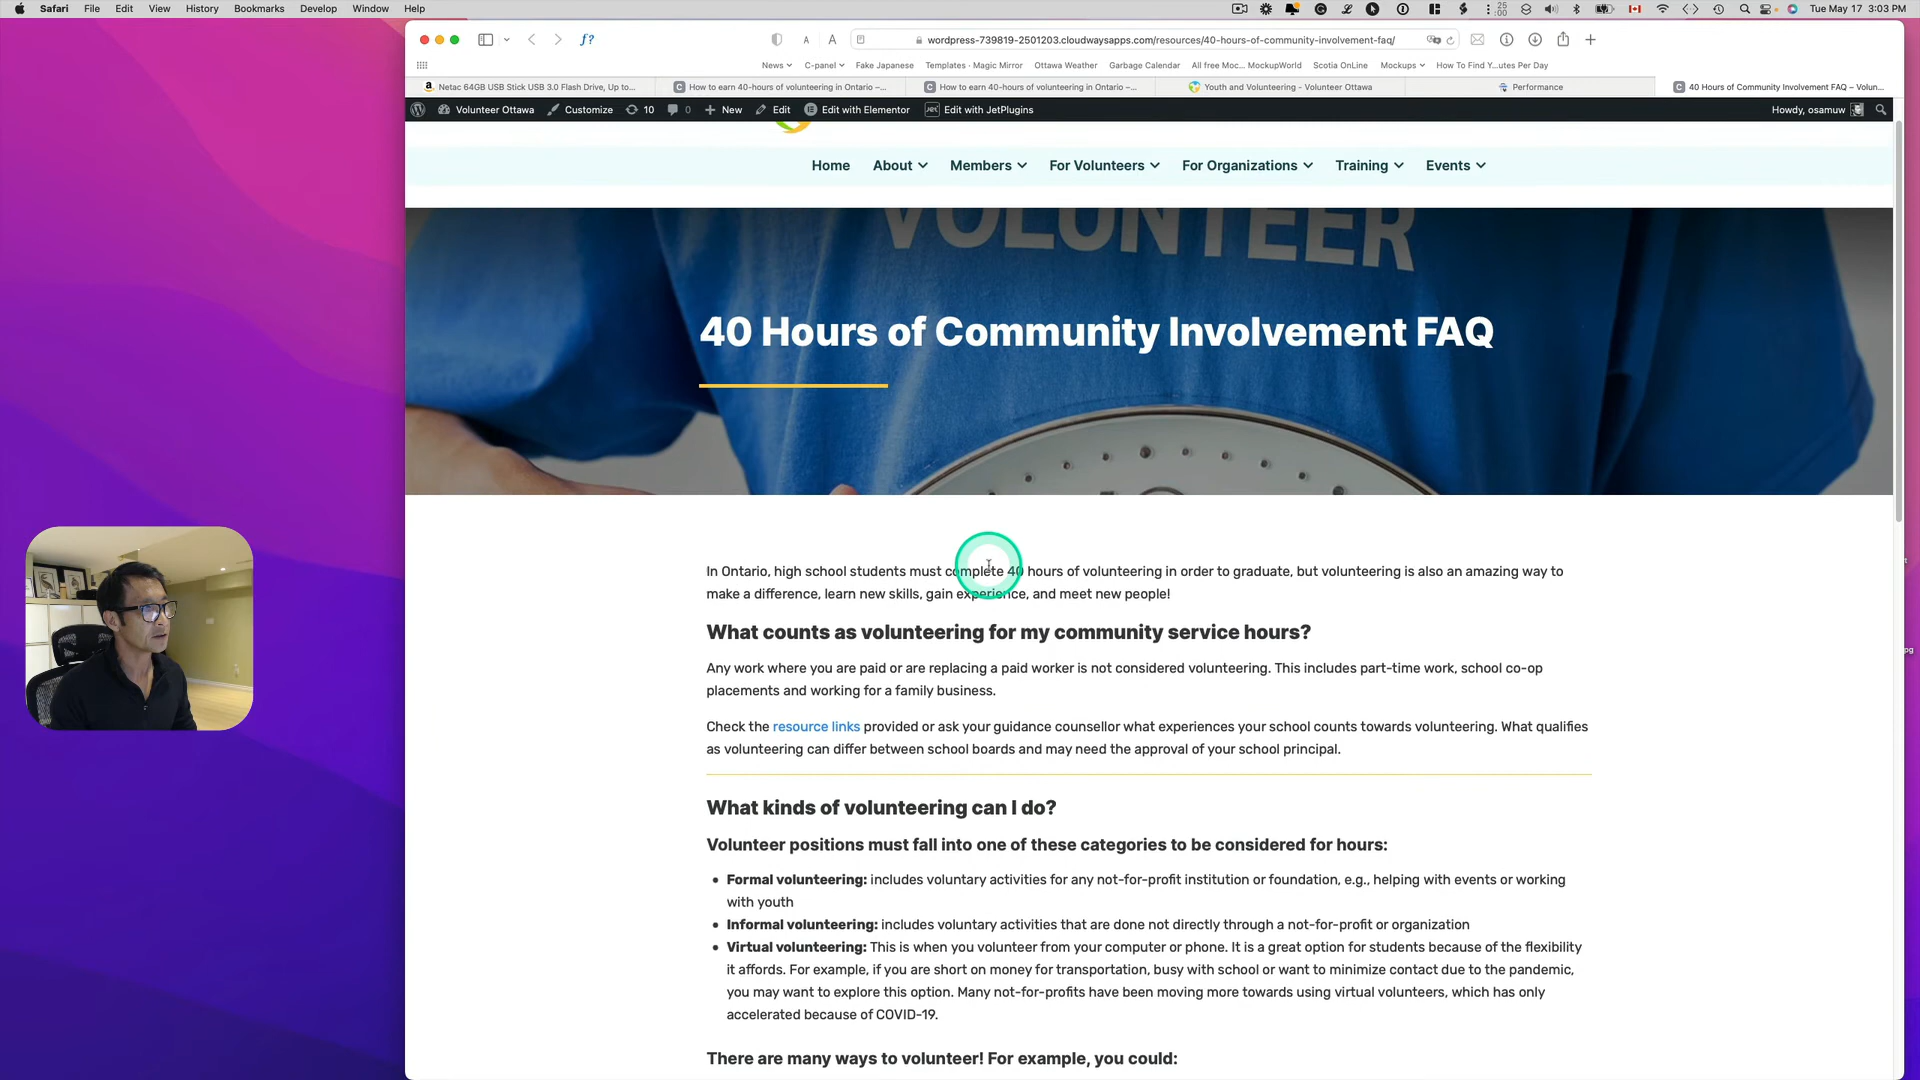 Safari File Edit View History Bookmarks Develop Window Help
25
:00
Tue May 17 3:03 PM
f?
A A
wordpress-739819-2501203.cloudwaysapps.com/resources/40-hours-of-community-involvement-faq/
News C-panel Fake Japanese Templates · Magic Mirror Ottawa Weather Garbage Calendar All free Moc... MockupWorld Scotia OnLine Mockups How To Find Y...utes Per Day
Netac 64GB USB Stick USB 3.0 Flash Drive, Up to... How to earn 40-hours of volunteering in Ontario –... How to earn 40-hours of volunteering in Ontario –... Youth and Volunteering - Volunteer Ottawa Performance 40 Hours of Community Involvement FAQ – Volun...
Volunteer Ottawa Customize 10 0 New Edit Edit with Elementor JET Edit with JetPlugins Howdy, osamuw
Home About Members For Volunteers For Organizations Training Events
VOLUNTEER
40 Hours of Community Involvement FAQ
In Ontario, high school students must complete 40 hours of volunteering in order to graduate, but volunteering is also an amazing way to
make a difference, learn new skills, gain experience, and meet new people!
What counts as volunteering for my community service hours?
Any work where you are paid or are replacing a paid worker is not considered volunteering. This includes part-time work, school co-op
placements and working for a family business.
Check the resource links provided or ask your guidance counsellor what experiences your school counts towards volunteering. What qualifies
as volunteering can differ between school boards and may need the approval of your school principal.
What kinds of volunteering can I do?
Volunteer positions must fall into one of these categories to be considered for hours:
• Formal volunteering: includes voluntary activities for any not-for-profit institution or foundation, e.g., helping with events or working
with youth
• Informal volunteering: includes voluntary activities that are done not directly through a not-for-profit or organization
• Virtual volunteering: This is when you volunteer from your computer or phone. It is a great option for students because of the flexibility
it affords. For example, if you are short on money for transportation, busy with school or want to minimize contact due to the pandemic,
you may want to explore this option. Many not-for-profits have been moving more towards using virtual volunteers, which has only
accelerated because of COVID-19.
There are many ways to volunteer! For example, you could: